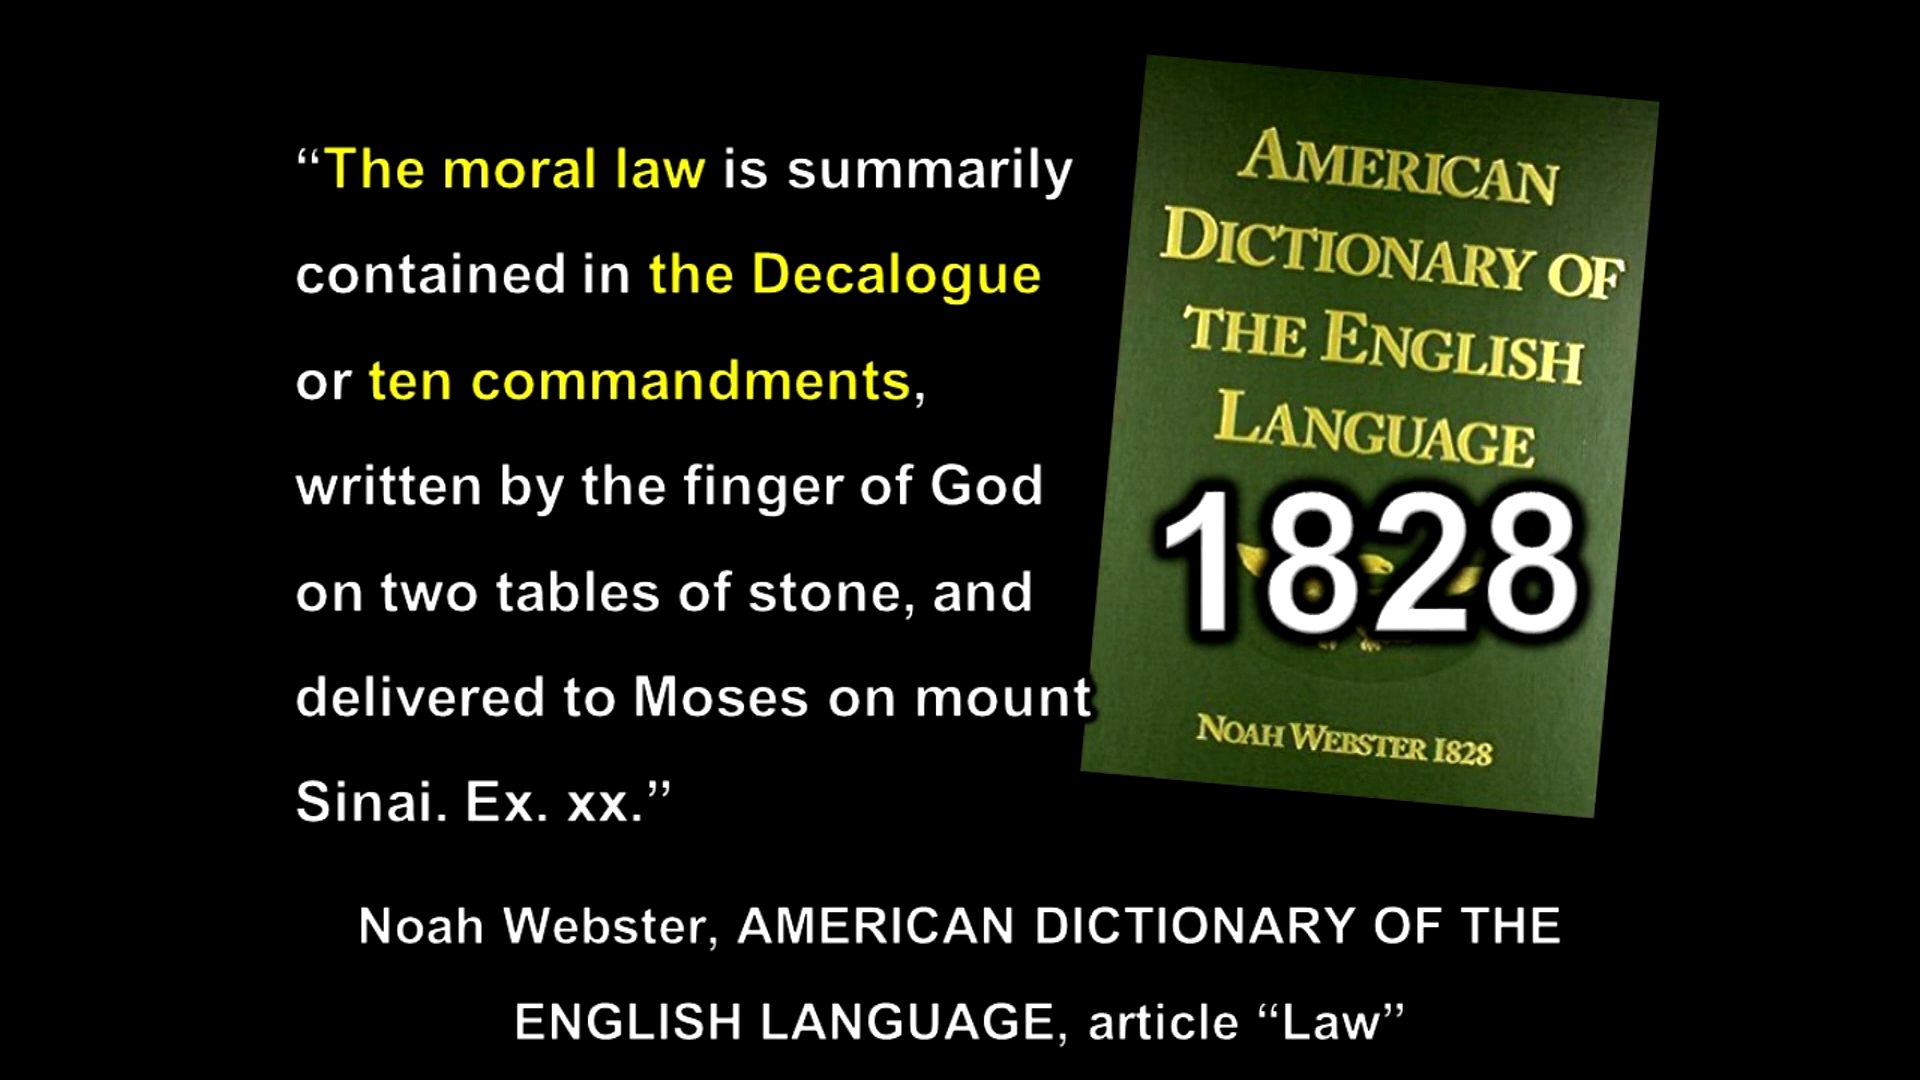 “The moral law is summarily
contained in the Decalogue
or ten commandments,
written by the finger of God
on two tables of stone, and
delivered to Moses on mount
Sinai. Ex. xx.”
AMERICAN
DICTIONARY OF
THE ENGLISH
LANGUAGE
1828
NOAH WEBSTER 1828
Noah Webster, AMERICAN DICTIONARY OF THE
ENGLISH LANGUAGE, article “Law”